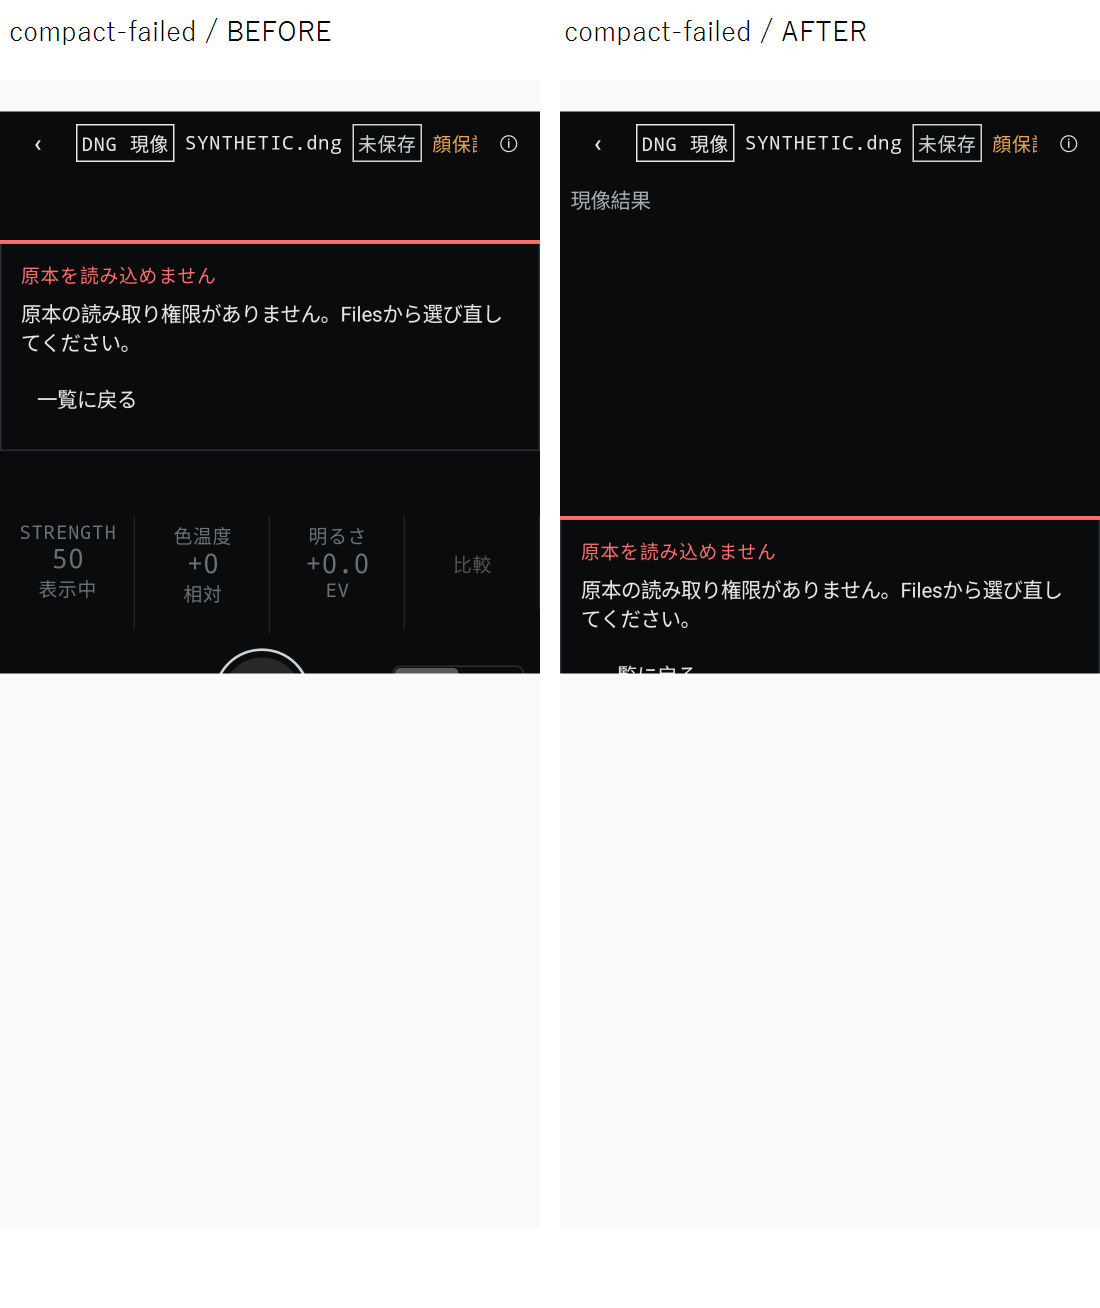 compact-failed / BEFORE
‹ DNG 現像 SYNTHETIC.dng 未保存 顔保 ⓘ
原本を読み込めません
原本の読み取り権限がありません。Filesから選び直し
てください。
一覧に戻る
STRENGTH
50
表示中
色温度
+0
相対
明るさ
+0.0
EV
比較
compact-failed / AFTER
‹ DNG 現像 SYNTHETIC.dng 未保存 顔保 ⓘ
現像結果
原本を読み込めません
原本の読み取り権限がありません。Filesから選び直し
てください。